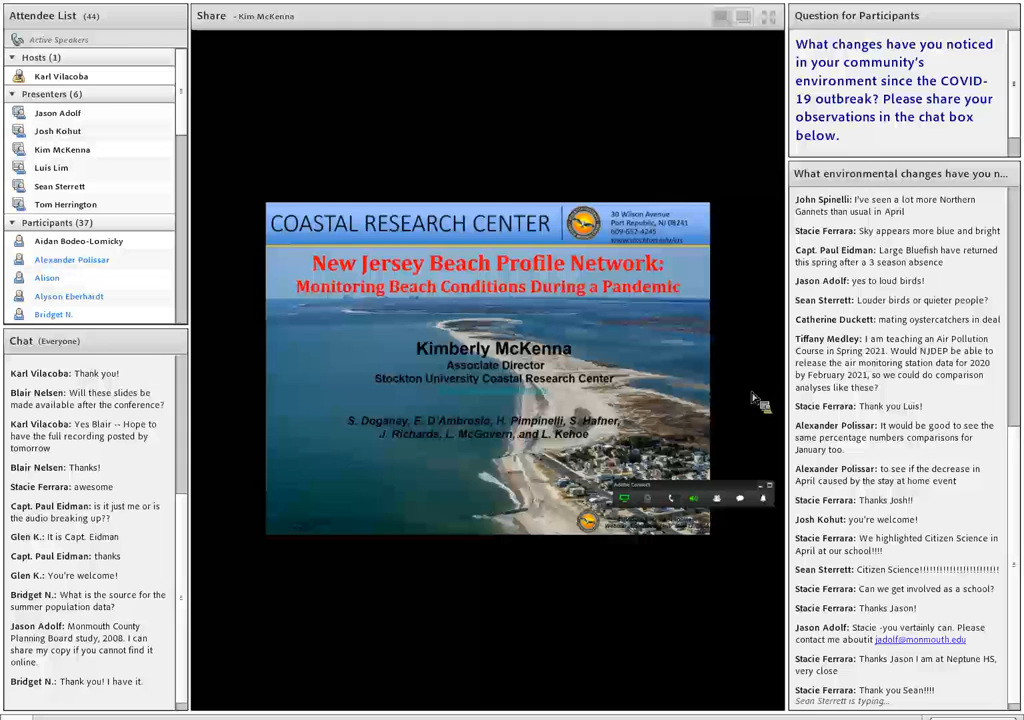 Attendee List (44)
Active Speakers
Hosts (1)
Karl Vilacoba
Presenters (6)
Jason Adolf
Josh Kohut
Kim McKenna
Luis Lim
Sean Sterrett
Tom Herrington
Participants (37)
Aidan Bodeo-Lomicky
Alexander Polissar
Alison
Alyson Eberhardt
Bridget N.
Chat (Everyone)
Karl Vilacoba: Thank you!
Blair Nelsen: Will these slides be
made available after the conference?
Karl Vilacoba: Yes Blair -- Hope to
have the full recording posted by
tomorrow
Blair Nelsen: Thanks!
Stacie Ferrara: awesome
Capt. Paul Eidman: is it just me or is
the audio breaking up??
Glen K.: It is Capt. Eidman
Capt. Paul Eidman: thanks
Glen K.: You're welcome!
Bridget N.: What is the source for the
summer population data?
Jason Adolf: Monmouth County
Planning Board study, 2008. I can
share my copy if you cannot find it
online.
Bridget N.: Thank you! I have it.
Share - Kim McKenna
COASTAL RESEARCH CENTER
30 Wilson Avenue
Port Republic, NJ 08241
609-652-4245
www.stockton.edu/crc
New Jersey Beach Profile Network:
Monitoring Beach Conditions During a Pandemic
Kimberly McKenna
Associate Director
Stockton University Coastal Research Center
S. Doganay, E. D'Ambrosio, H. Pimpinelli, S. Hafner,
J. Richards, L. McGovern, and L. Kehoe
Adobe Connect
Question for Participants
What changes have you noticed
in your community's
environment since the COVID-
19 outbreak? Please share your
observations in the chat box
below.
What environmental changes have you n...
John Spinelli: I've seen a lot more Northern
Gannets than usual in April
Stacie Ferrara: Sky appears more blue and bright
Capt. Paul Eidman: Large Bluefish have returned
this spring after a 3 season absence
Jason Adolf: yes to loud birds!
Sean Sterrett: Louder birds or quieter people?
Catherine Duckett: mating oystercatchers in deal
Tiffany Medley: I am teaching an Air Pollution
Course in Spring 2021. Would NJDEP be able to
release the air monitoring station data for 2020
by February 2021, so we could do comparison
analyses like these?
Stacie Ferrara: Thank you Luis!
Alexander Polissar: It would be good to see the
same percentage numbers comparisons for
January too.
Alexander Polissar: to see if the decrease in
April caused by the stay at home event
Stacie Ferrara: Thanks Josh!!
Josh Kohut: you're welcome!
Stacie Ferrara: We highlighted Citizen Science in
April at our school!!!!
Sean Sterrett: Citizen Science!!!!!!!!!!!!!!!!!!!!!!!
Stacie Ferrara: Can we get involved as a school?
Stacie Ferrara: Thanks Jason!
Jason Adolf: Stacie -you vertainly can. Please
contact me aboutit jadolf@monmouth.edu
Stacie Ferrara: Thanks Jason I am at Neptune HS,
very close
Stacie Ferrara: Thank you Sean!!!!
Sean Sterrett is typing...